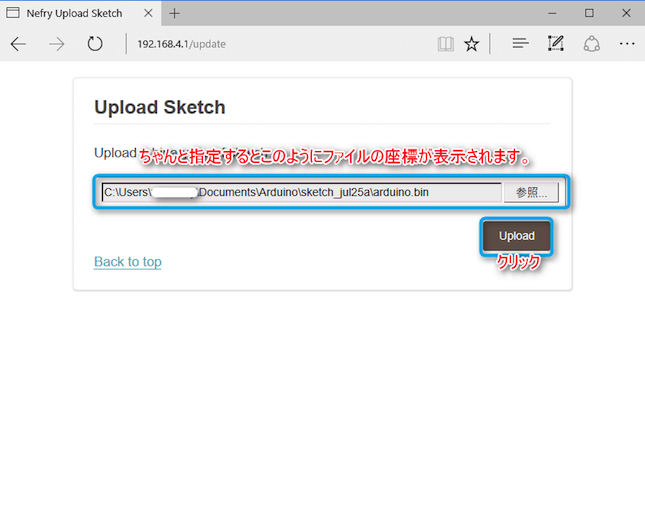 Nefry Upload Sketch
192.168.4.1/update
Upload Sketch
Upload
ちゃんと指定するとこのようにファイルの座標が表示されます。
C:\Users\ \Documents\Arduino\sketch_jul25a\arduino.bin
参照...
Upload
クリック
Back to top